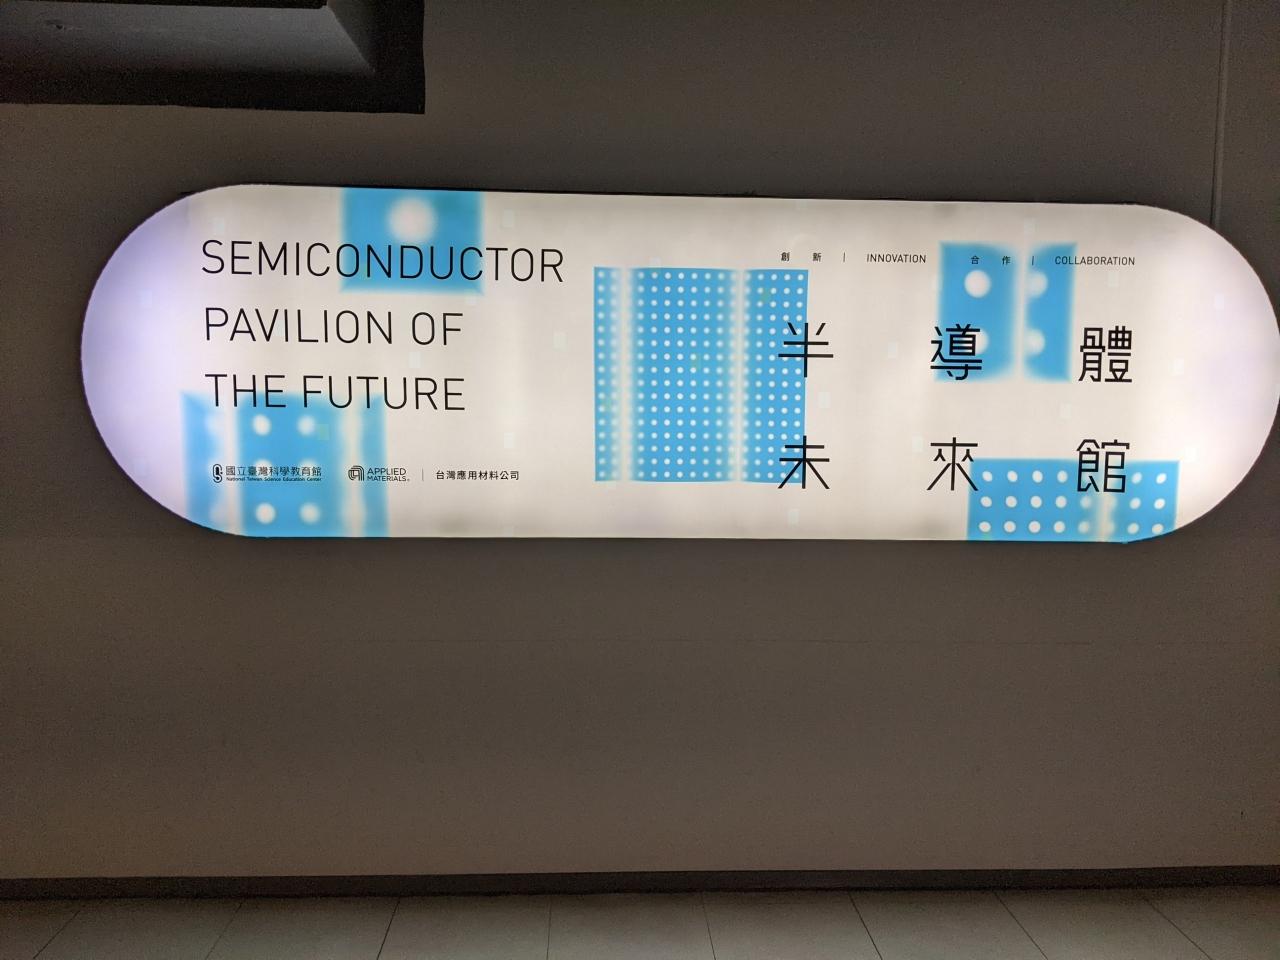 SEMICONDUCTOR
PAVILION OF
THE FUTURE
國立臺灣科學教育館
National Taiwan Science Education Center
APPLIED
MATERIALS®
台灣應用材料公司
創新 | INNOVATION 合作 | COLLABORATION
半導體
未來館